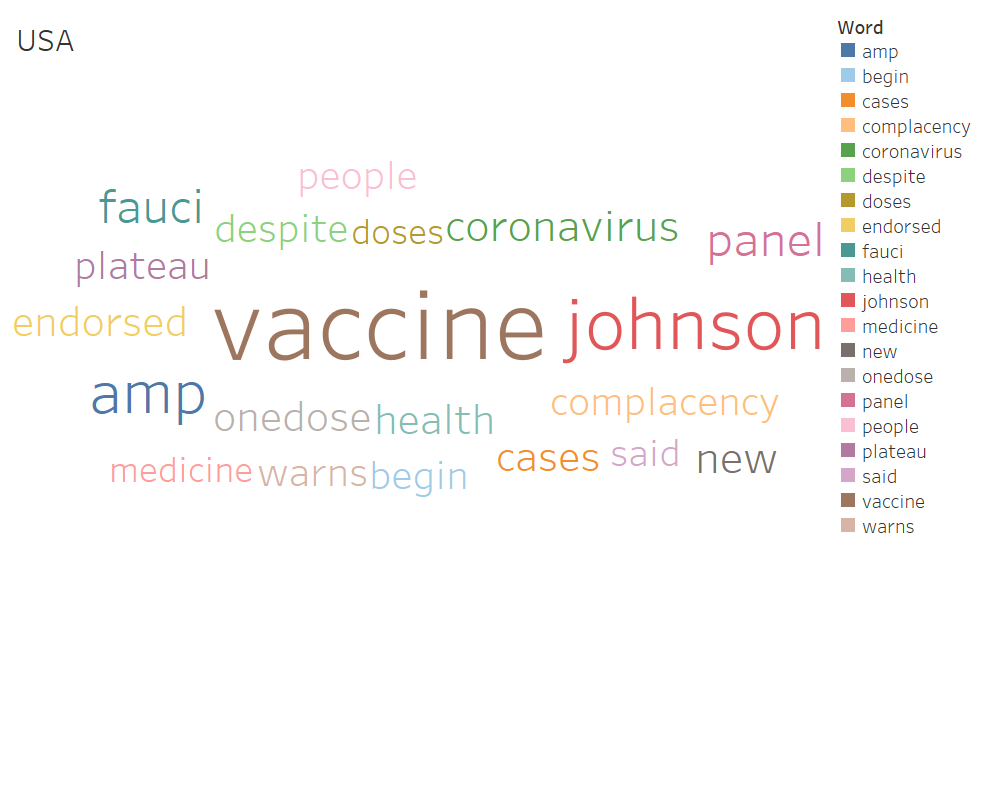 USA
people
fauci
despite doses coronavirus
panel
plateau
endorsed
vaccine johnson
amp
onedose health
complacency
medicine warns begin
cases said new
Word
amp
begin
cases
complacency
coronavirus
despite
doses
endorsed
fauci
health
johnson
medicine
new
onedose
panel
people
plateau
said
vaccine
warns